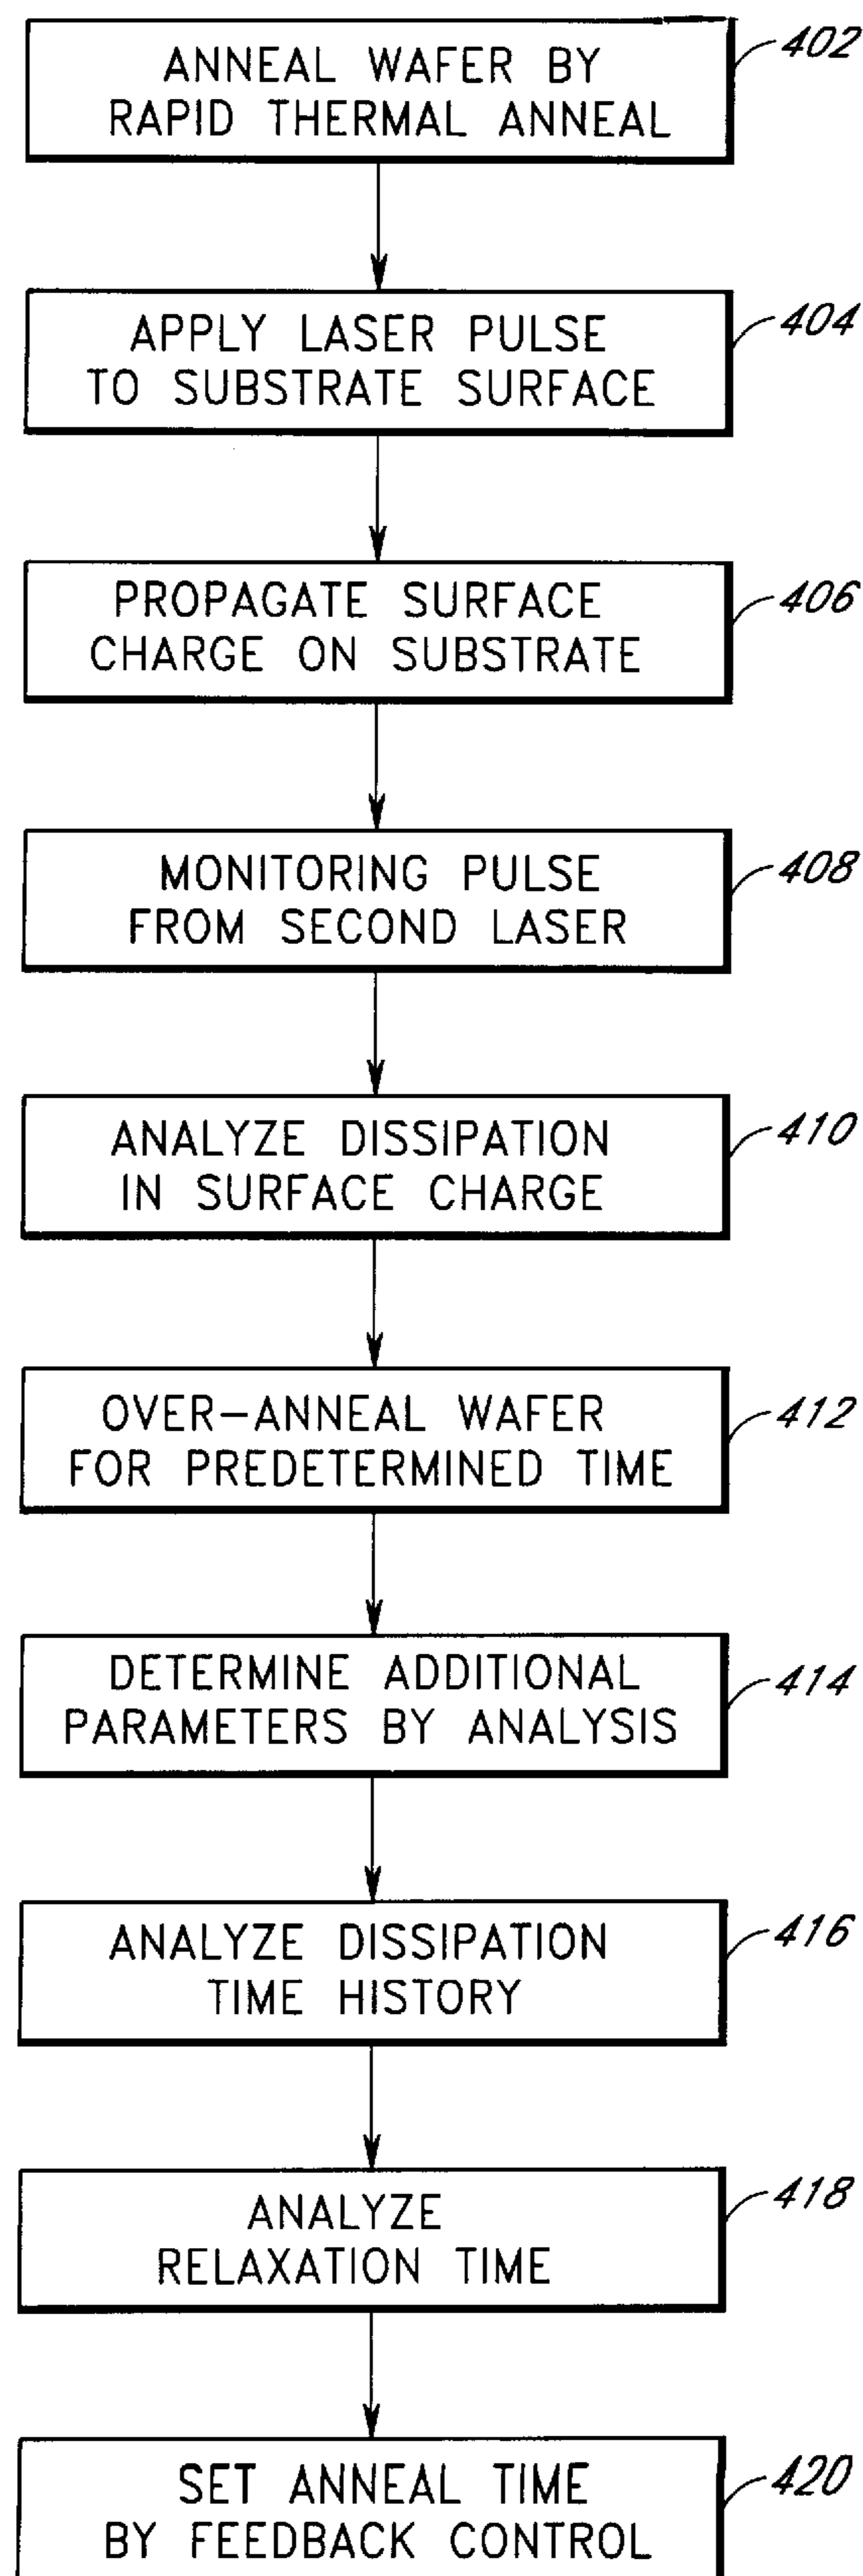 ANNEAL WAFER BY
RAPID THERMAL ANNEAL
402
APPLY LASER PULSE
TO SUBSTRATE SURFACE
404
PROPAGATE SURFACE
CHARGE ON SUBSTRATE
406
MONITORING PULSE
FROM SECOND LASER
408
ANALYZE DISSIPATION
IN SURFACE CHARGE
410
OVER-ANNEAL WAFER
FOR PREDETERMINED TIME
412
DETERMINE ADDITIONAL
PARAMETERS BY ANALYSIS
414
ANALYZE DISSIPATION
TIME HISTORY
416
ANALYZE
RELAXATION TIME
418
SET ANNEAL TIME
BY FEEDBACK CONTROL
420